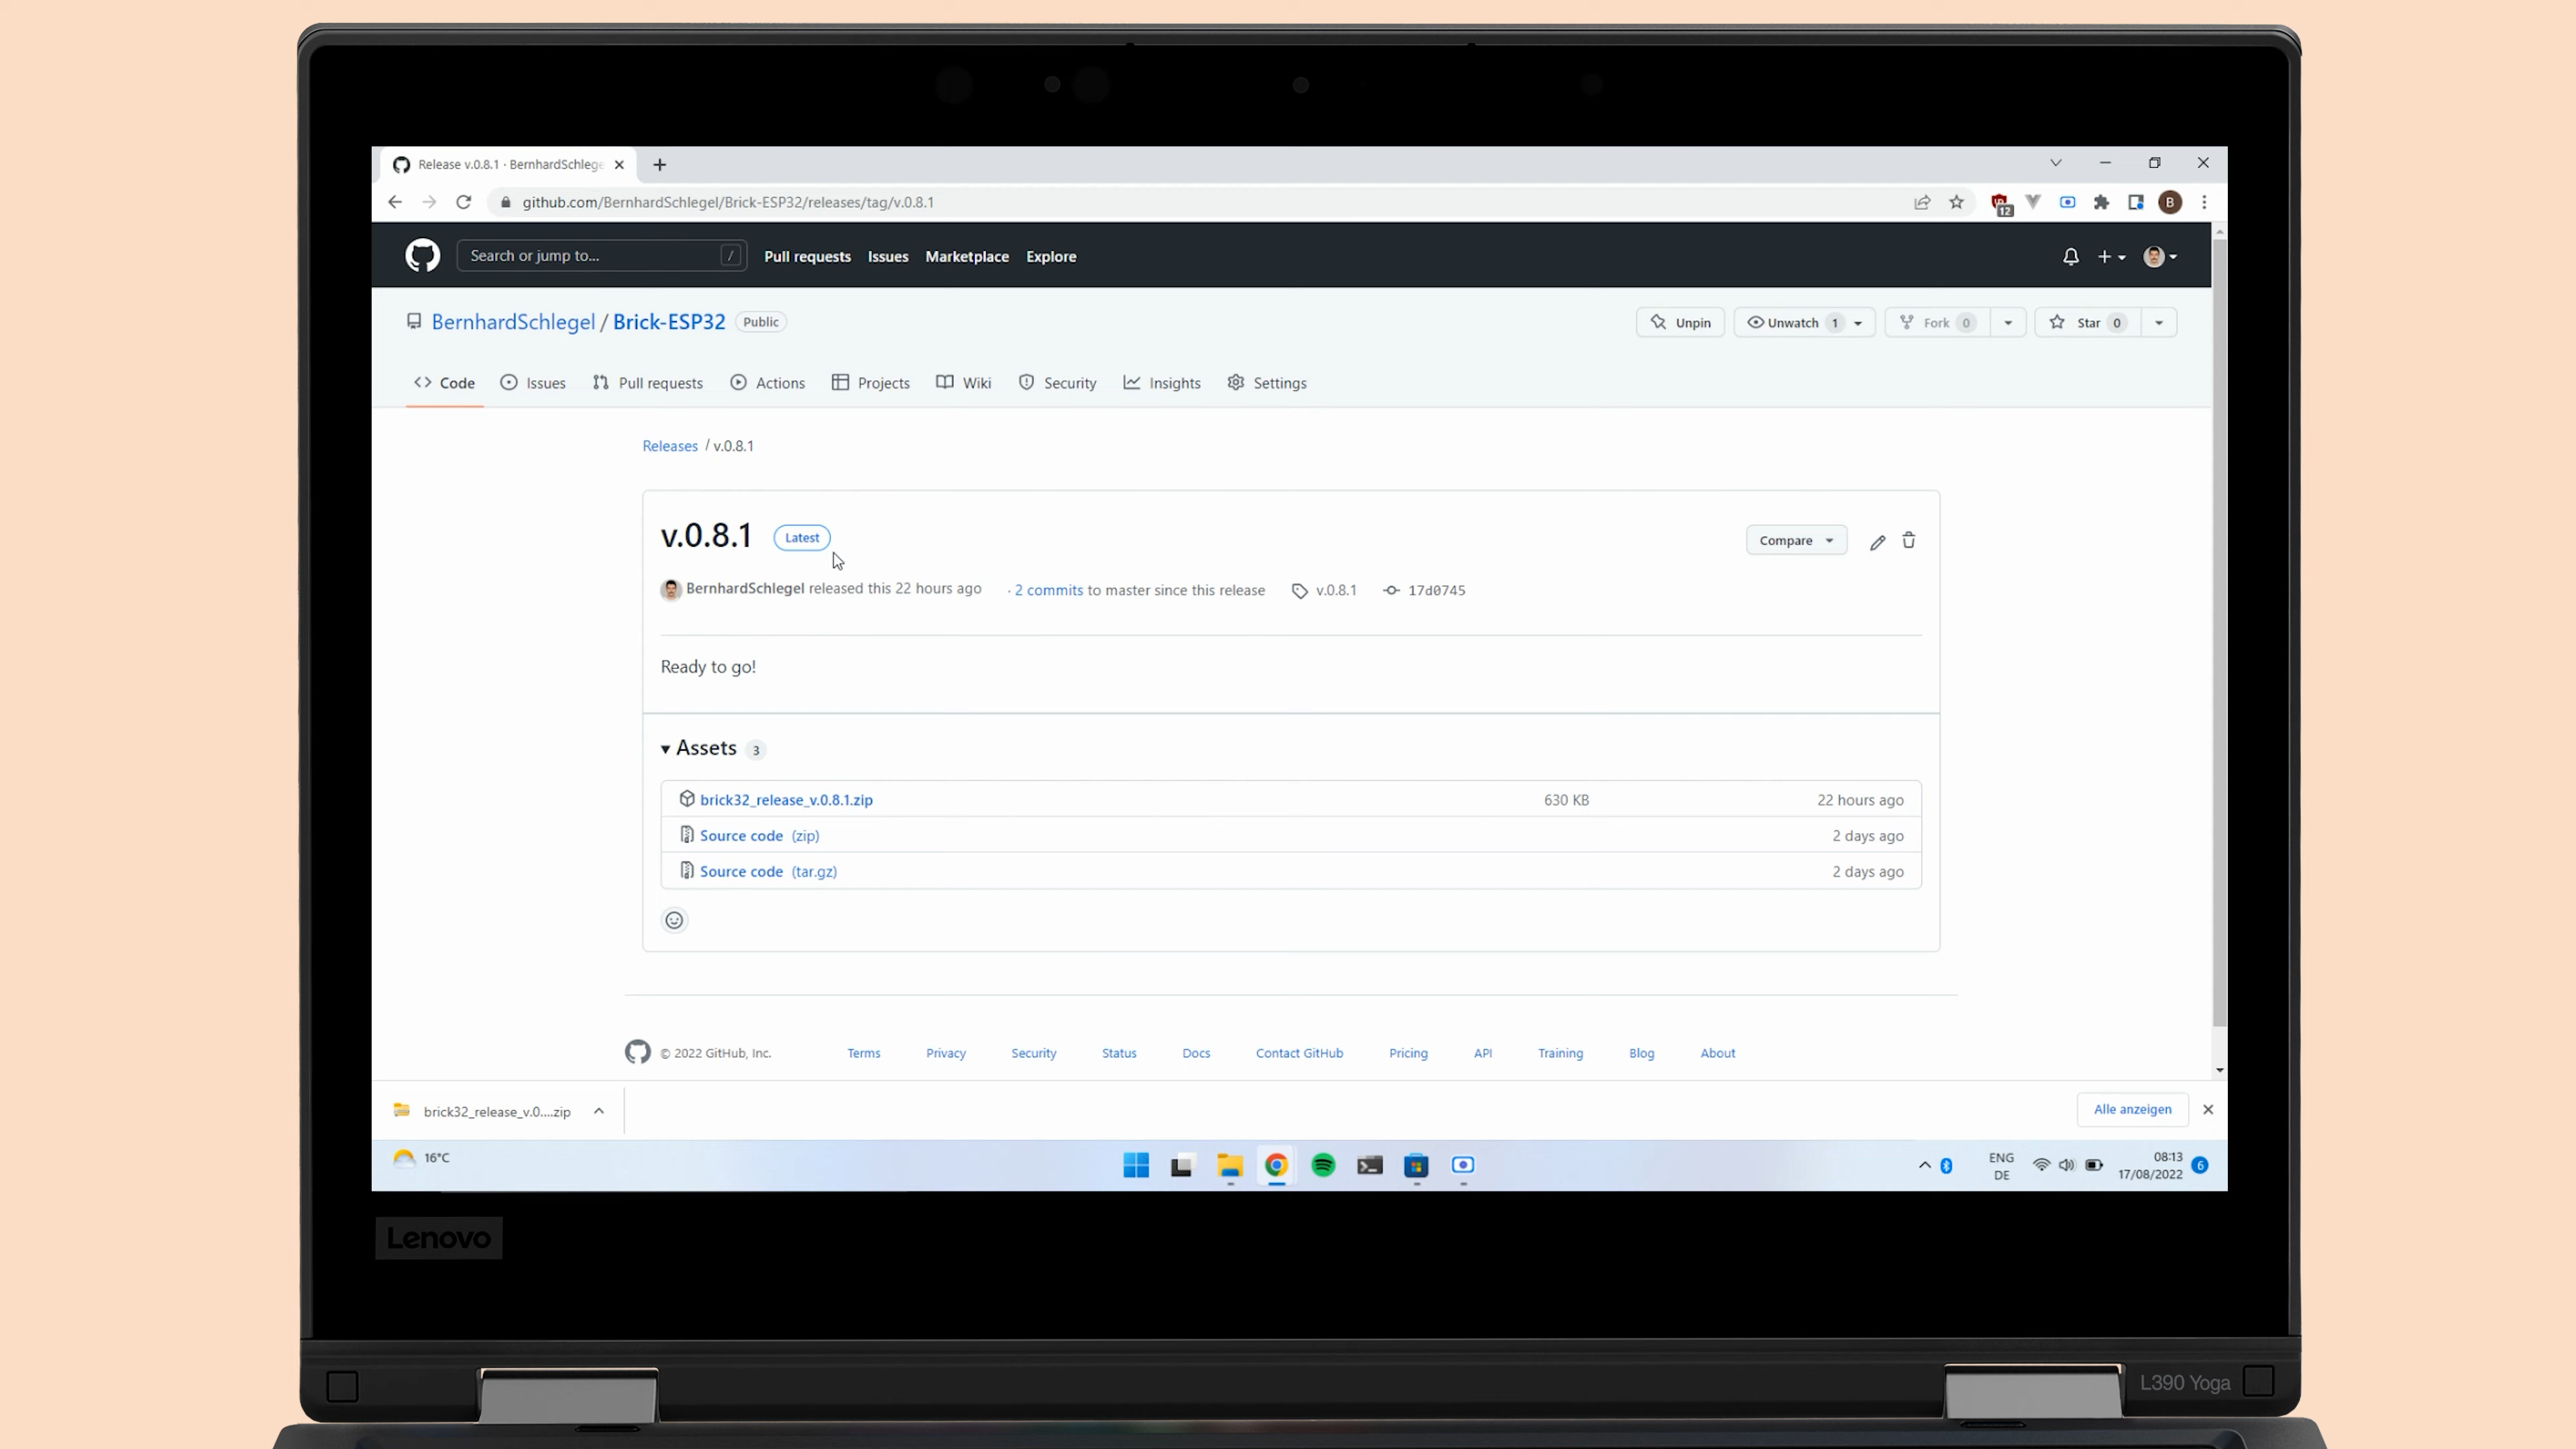 Release v.0.8.1 · BernhardSchlege
github.com/BernhardSchlegel/Brick-ESP32/releases/tag/v.0.8.1
12
B
Search or jump to... /
Pull requests Issues Marketplace Explore
BernhardSchlegel / Brick-ESP32 Public
Unpin Unwatch 1 Fork 0 Star 0
Code Issues Pull requests Actions Projects Wiki Security Insights Settings
Releases / v.0.8.1
v.0.8.1 Latest
Compare
BernhardSchlegel released this 22 hours ago · 2 commits to master since this release v.0.8.1 17d0745
Ready to go!
Assets 3
brick32_release_v.0.8.1.zip 630 KB 22 hours ago
Source code (zip) 2 days ago
Source code (tar.gz) 2 days ago
© 2022 GitHub, Inc. Terms Privacy Security Status Docs Contact GitHub Pricing API Training Blog About
brick32_release_v.0....zip
Alle anzeigen
16°C
ENG
DE
08:13
17/08/2022
6
Lenovo
L390 Yoga